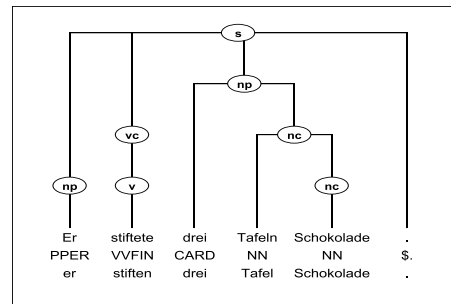 s
np
vc
nc
np
v
nc
Er stiftete drei Tafeln Schokolade .
PPER VVFIN CARD NN NN $.
er stiften drei Tafel Schokolade .